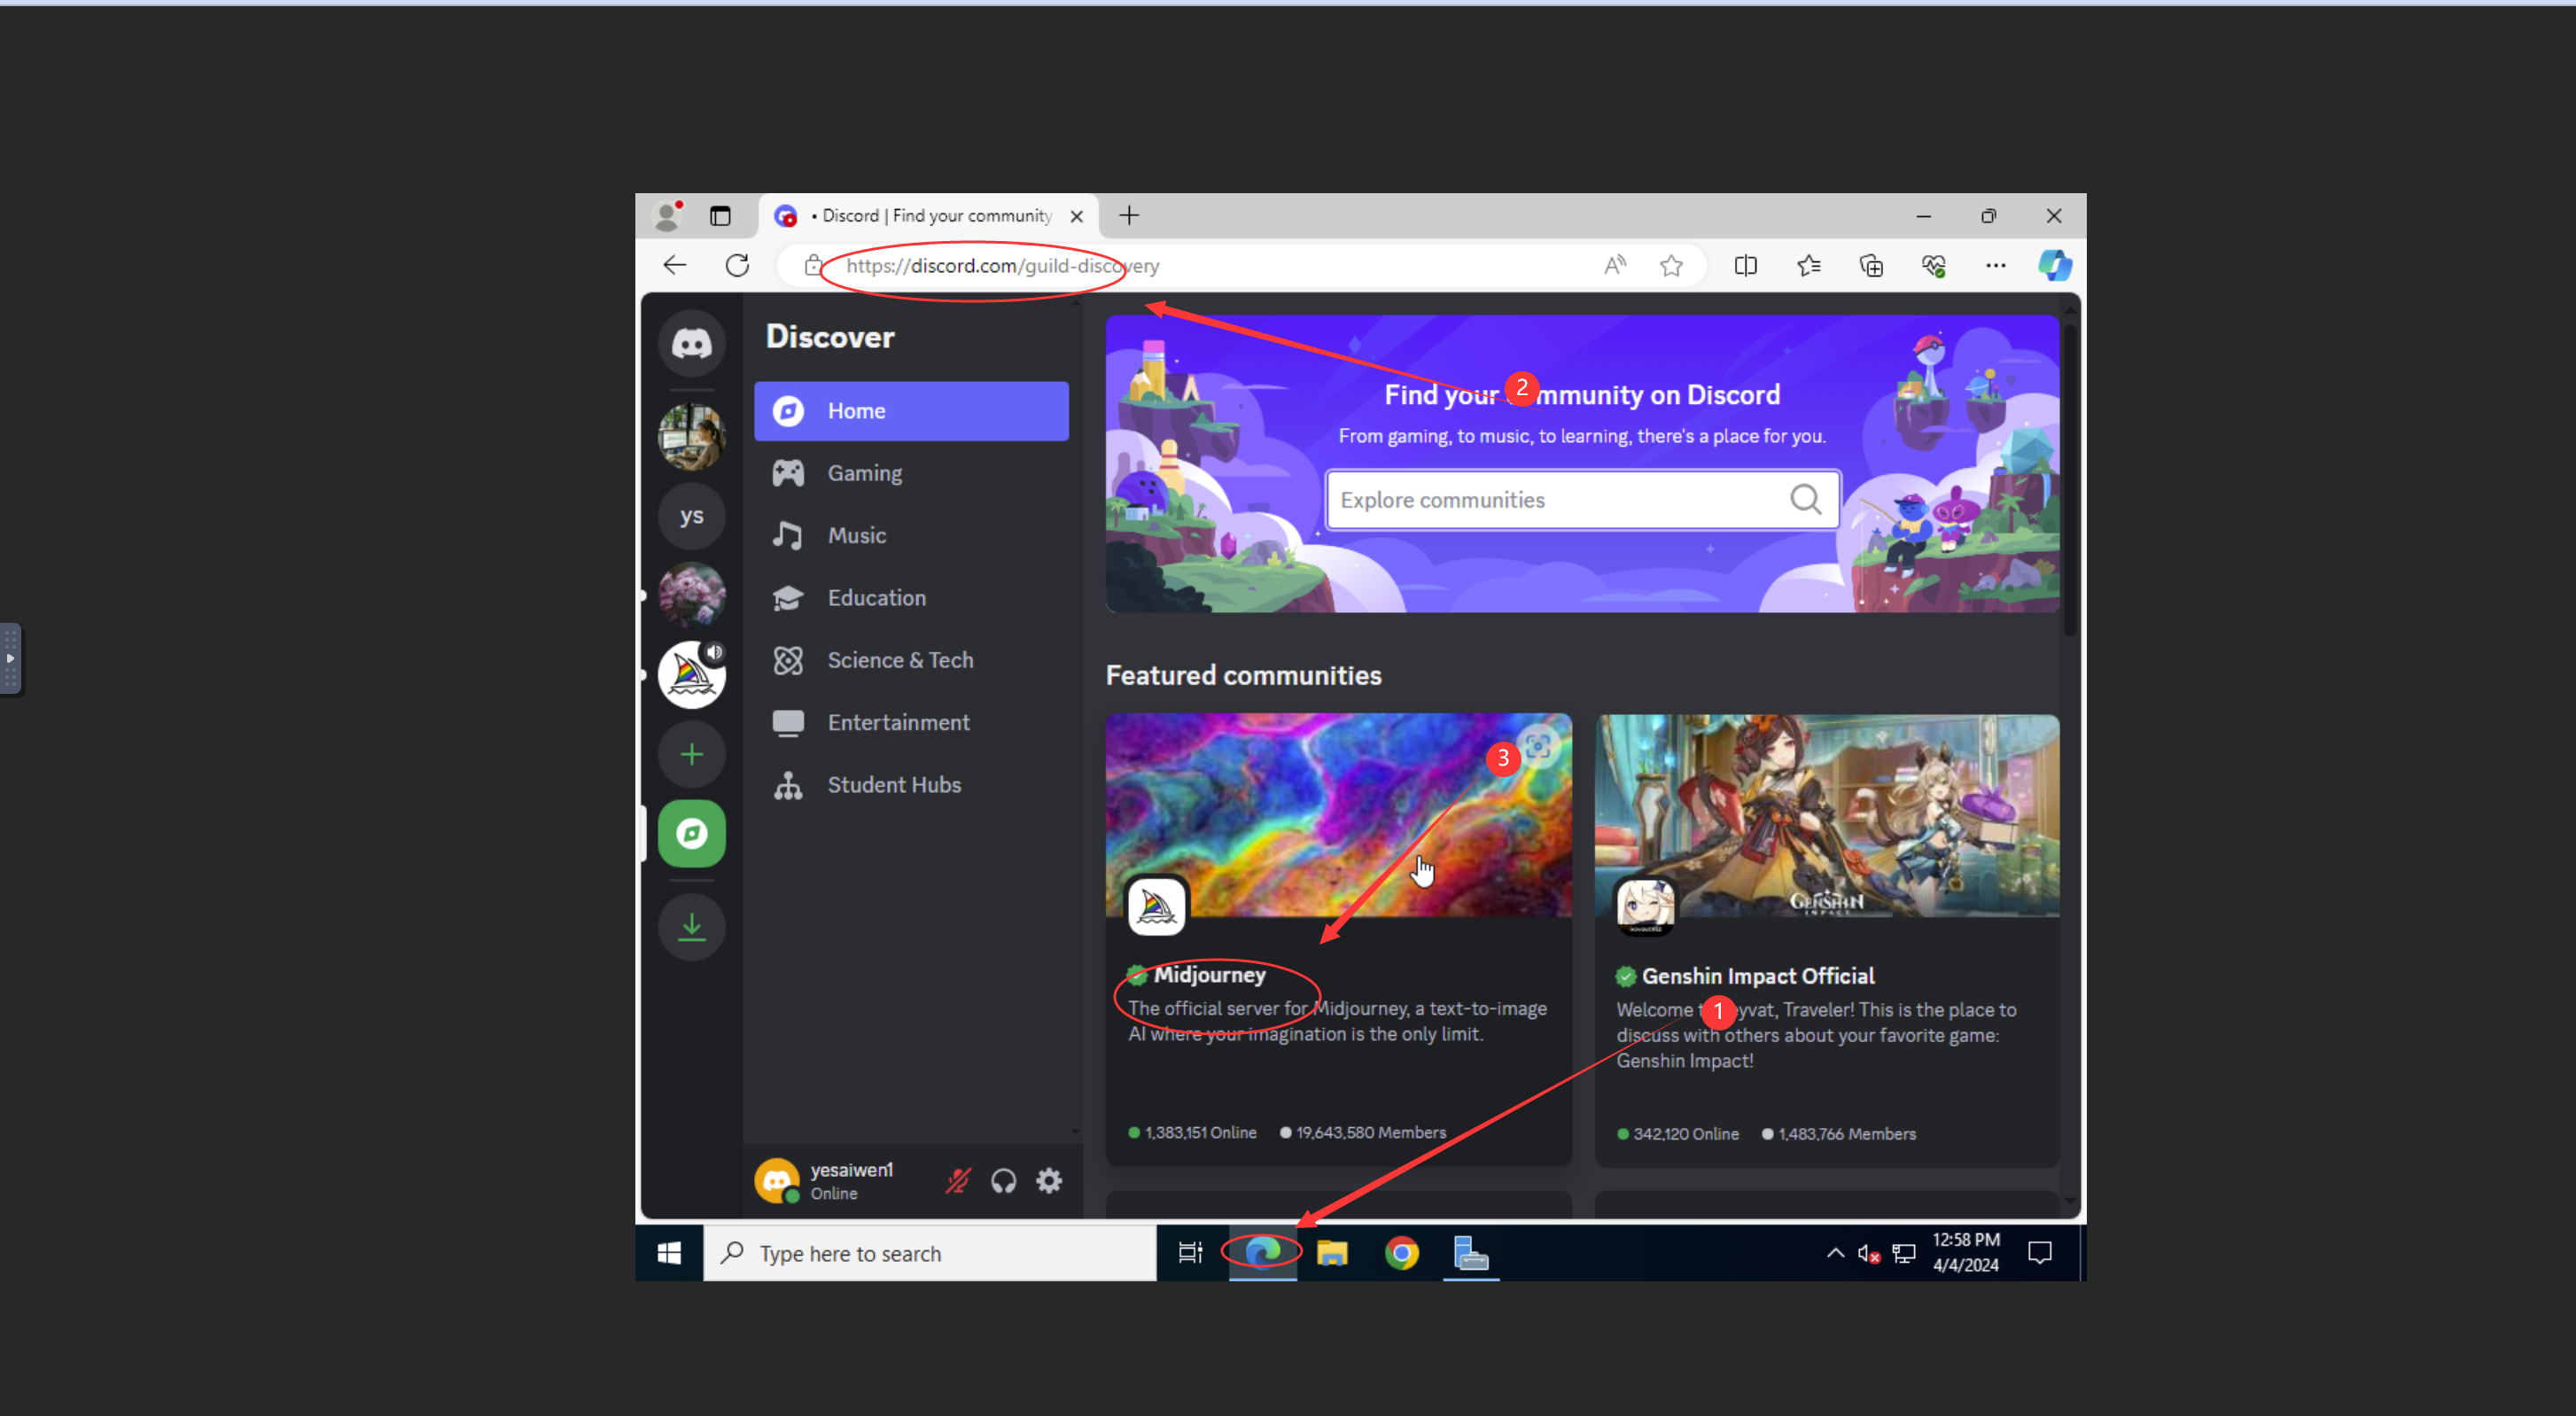 • Discord | Find your community
https://discord.com/guild-discovery
Discover
Home
Gaming
Music
Education
Science & Tech
Entertainment
Student Hubs
ys
yesaiwen1
Online
2
Find your community on Discord
From gaming, to music, to learning, there's a place for you.
Explore communities
Featured communities
3
Midjourney
The official server for Midjourney, a text-to-image
AI where your imagination is the only limit.
1,383,151 Online
19,643,580 Members
GENSHIN
IMPACT
Genshin Impact Official
1
Welcome to Teyvat, Traveler! This is the place to
discuss with others about your favorite game:
Genshin Impact!
342,120 Online
1,483,766 Members
Type here to search
12:58 PM
4/4/2024